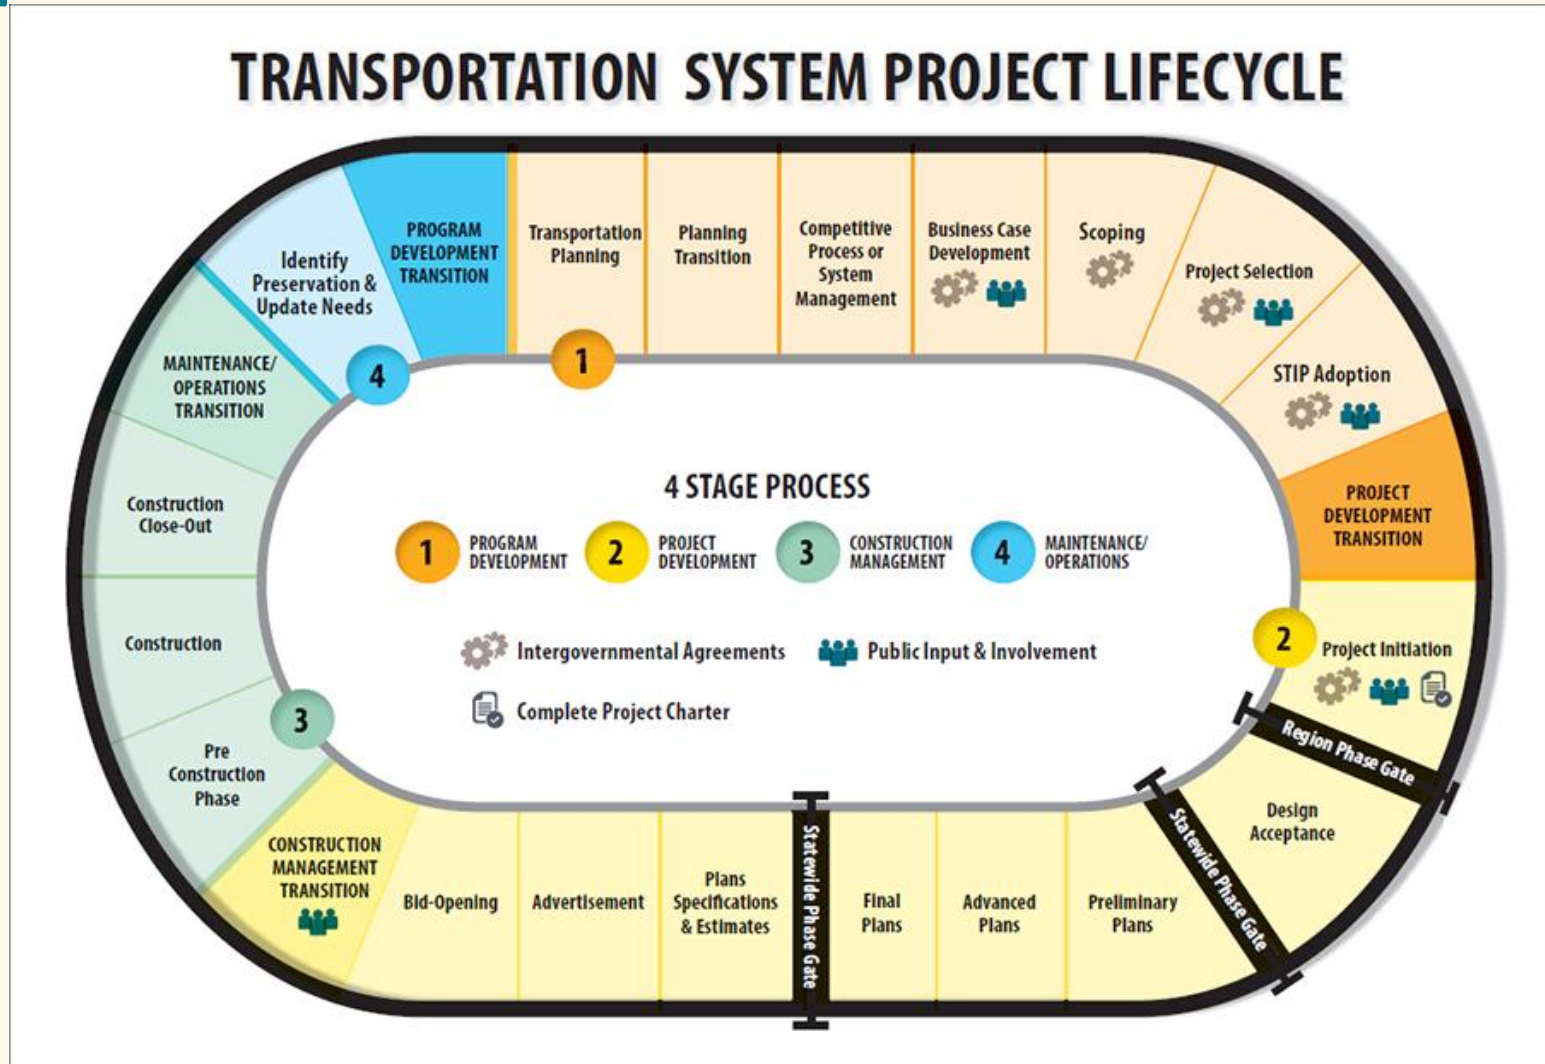 TRANSPORTATION SYSTEM PROJECT LIFECYCLE
PROGRAM
DEVELOPMENT
TRANSITION
Transportation
Planning
Planning
Transition
Competitive
Process or
System
Management
Business Case
Development
Scoping
Project Selection
STIP Adoption
PROJECT
DEVELOPMENT
TRANSITION
1
2
Project Initiation
Region Phase Gate
Design
Acceptance
Statewide Phase Gate
Preliminary
Plans
Advanced
Plans
Final
Plans
Statewide Phase Gate
Plans
Specifications
& Estimates
Advertisement
Bid-Opening
CONSTRUCTION
MANAGEMENT
TRANSITION
3
Pre
Construction
Phase
Construction
Construction
Close-Out
MAINTENANCE/
OPERATIONS
TRANSITION
4
Identify
Preservation &
Update Needs
4 STAGE PROCESS
1
PROGRAM
DEVELOPMENT
2
PROJECT
DEVELOPMENT
3
CONSTRUCTION
MANAGEMENT
4
MAINTENANCE/
OPERATIONS
Intergovernmental Agreements
Public Input & Involvement
Complete Project Charter